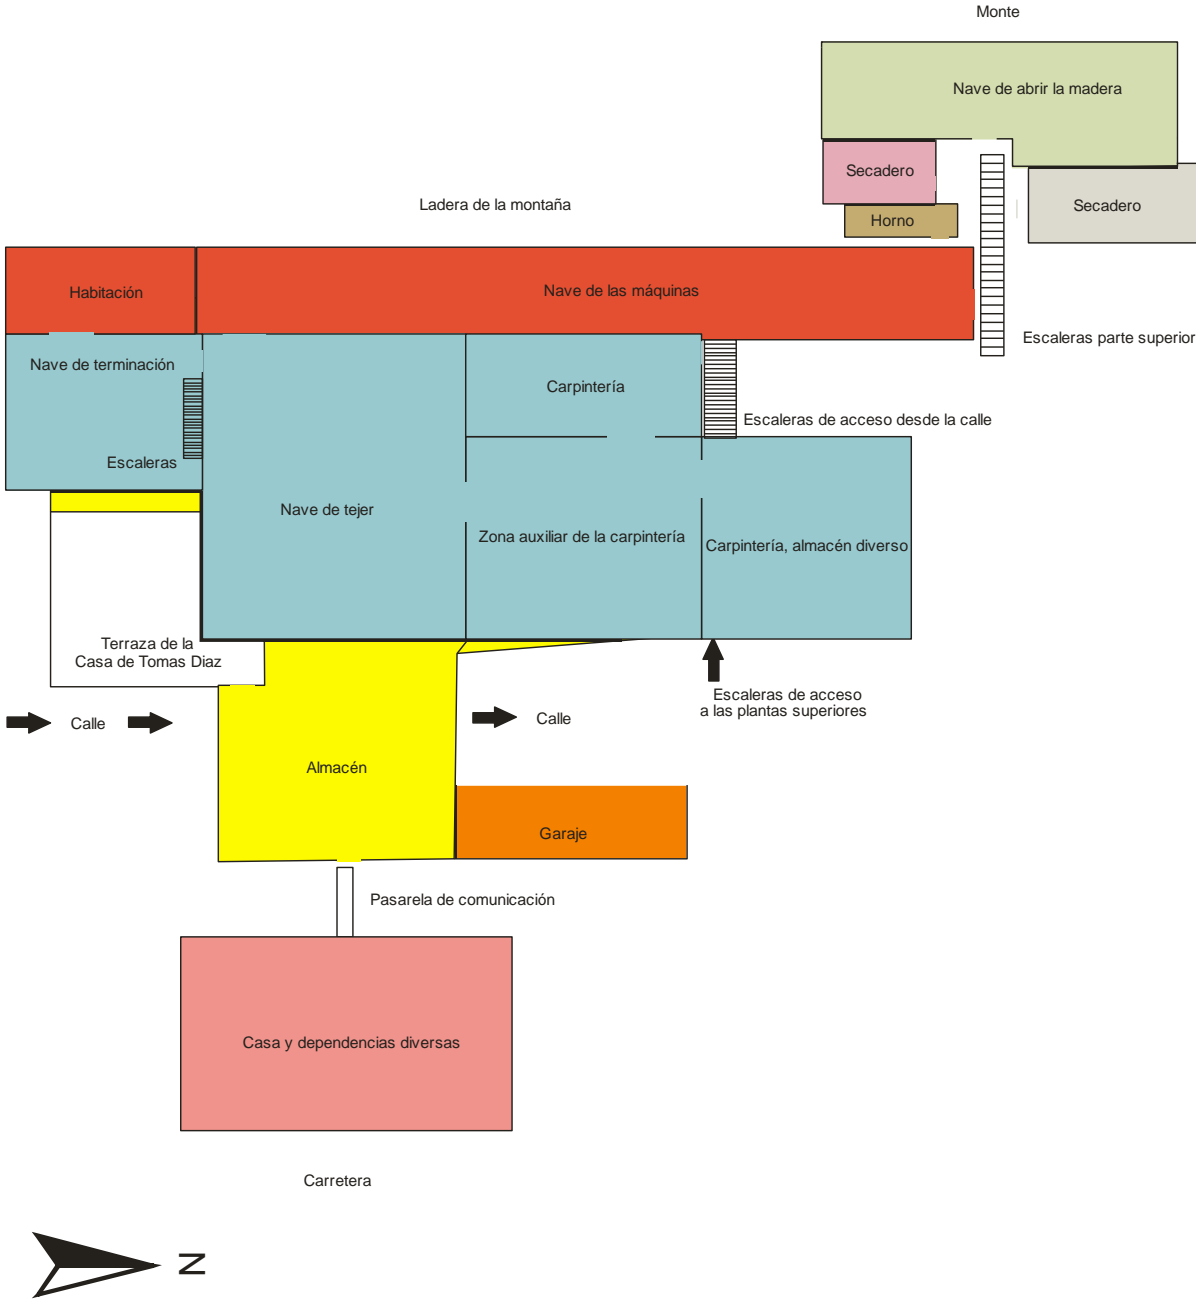 Monte
Nave de abrir la madera
Secadero
Secadero
Horno
Ladera de la montaña
Habitación
Nave de las máquinas
Escaleras parte superior
Nave de terminación
Carpintería
Escaleras de acceso desde la calle
Escaleras
Nave de tejer
Zona auxiliar de la carpintería
Carpintería, almacén diverso
Terraza de la
Casa de Tomas Diaz
Escaleras de acceso
a las plantas superiores
Calle
Calle
Almacén
Garaje
Pasarela de comunicación
Casa y dependencias diversas
Carretera
N